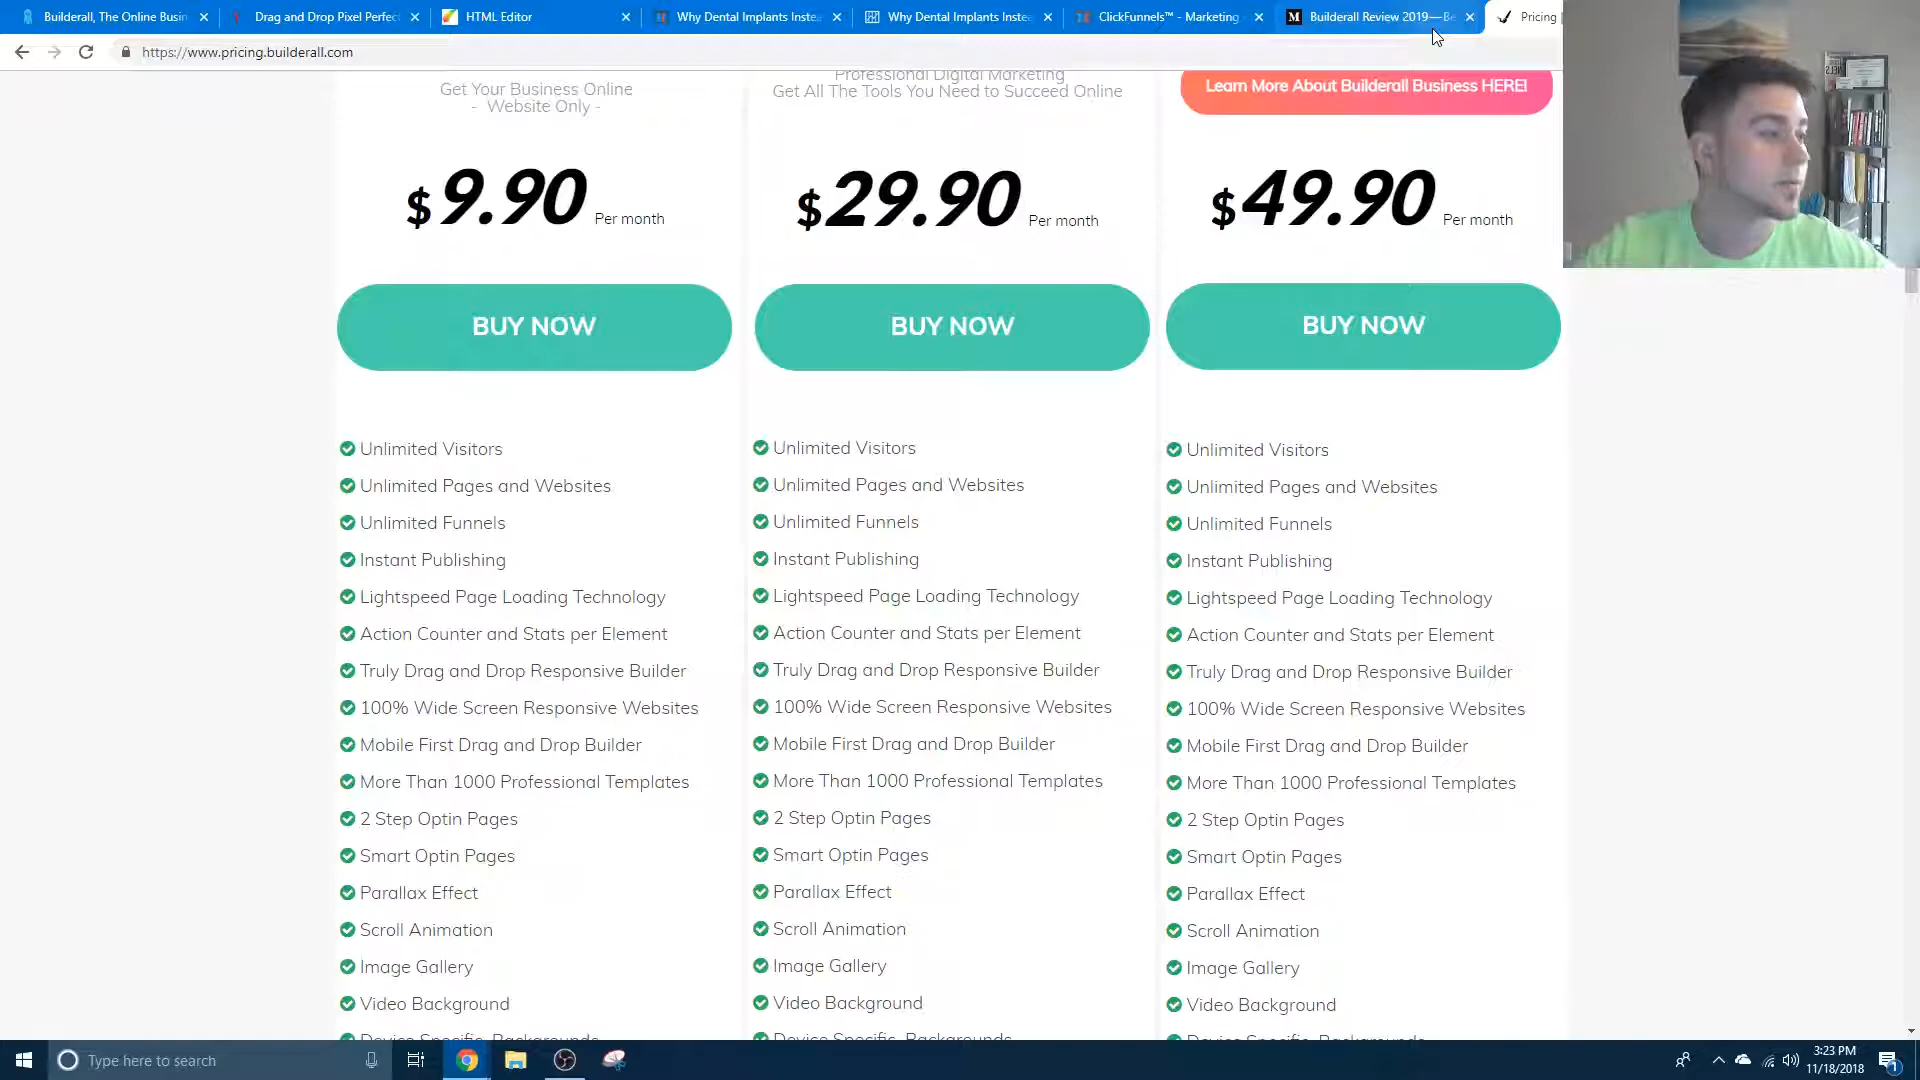 Builderall, The Online Busin
Drag and Drop Pixel Perfec
HTML Editor
Why Dental Implants Inste
Why Dental Implants Inste
ClickFunnels™ - Marketing
M Builderall Review 2019—Be
Pricing
https://www.pricing.builderall.com
Get Your Business Online
- Website Only -
Professional Digital Marketing
Get All The Tools You Need to Succeed Online
Learn More About Builderall Business HERE!
$9.90 Per month
$29.90 Per month
$49.90 Per month
BUY NOW
BUY NOW
BUY NOW
Unlimited Visitors
Unlimited Pages and Websites
Unlimited Funnels
Instant Publishing
Lightspeed Page Loading Technology
Action Counter and Stats per Element
Truly Drag and Drop Responsive Builder
100% Wide Screen Responsive Websites
Mobile First Drag and Drop Builder
More Than 1000 Professional Templates
2 Step Optin Pages
Smart Optin Pages
Parallax Effect
Scroll Animation
Image Gallery
Video Background
Device Specific Backgrounds
Unlimited Visitors
Unlimited Pages and Websites
Unlimited Funnels
Instant Publishing
Lightspeed Page Loading Technology
Action Counter and Stats per Element
Truly Drag and Drop Responsive Builder
100% Wide Screen Responsive Websites
Mobile First Drag and Drop Builder
More Than 1000 Professional Templates
2 Step Optin Pages
Smart Optin Pages
Parallax Effect
Scroll Animation
Image Gallery
Video Background
Device Specific Backgrounds
Unlimited Visitors
Unlimited Pages and Websites
Unlimited Funnels
Instant Publishing
Lightspeed Page Loading Technology
Action Counter and Stats per Element
Truly Drag and Drop Responsive Builder
100% Wide Screen Responsive Websites
Mobile First Drag and Drop Builder
More Than 1000 Professional Templates
2 Step Optin Pages
Smart Optin Pages
Parallax Effect
Scroll Animation
Image Gallery
Video Background
Device Specific Backgrounds
Type here to search
3:23 PM
11/18/2018
1